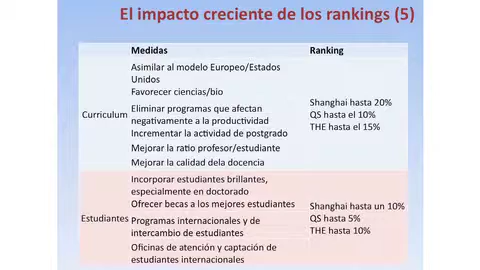 El impacto creciente de los rankings (5)
Medidas Ranking
Asimilar al modelo Europeo/Estados
Unidos
Favorecer ciencias/bio
Curriculum
Eliminar programas que afectan
negativamente a la productividad
Incrementar la actividad de postgrado
Mejorar la ratio profesor/estudiante
Mejorar la calidad dela docencia
Shanghai hasta 20%
QS hasta el 10%
THE hasta el 15%
Estudiantes
Incorporar estudiantes brillantes,
especialmente en doctorado
Ofrecer becas a los mejores estudiantes
Programas internacionales y de
intercambio de estudiantes
Oficinas de atención y captación de
estudiantes internacionales
Shanghai hasta un 10%
QS hasta 5%
THE hasta 10%